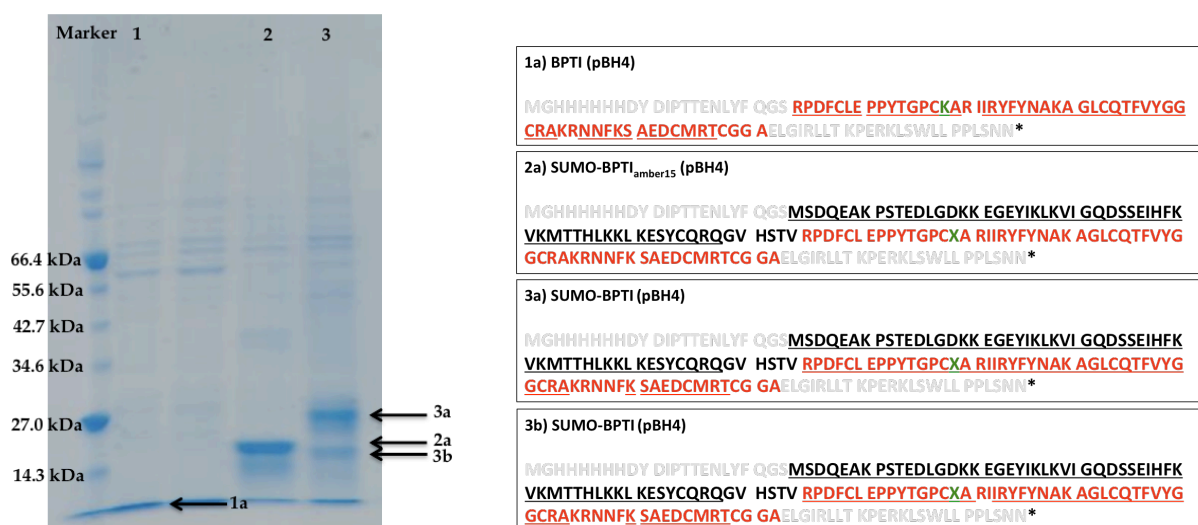 Marker 1 2 3
66.4 kDa
55.6 kDa
42.7 kDa
34.6 kDa
27.0 kDa
14.3 kDa
3a
2a
3b
1a
1a) BPTI (pBH4)
MGHHHHHHDY DIPTTENLYF QGS RPDFCLE PPYTGPCKAR IIRYFYNAKA GLCQTFVYGG
CRAKRNNFKS AEDCMRTCGG AELGIRLLT KPERKLSWLL PPLSNN*
2a) SUMO-BPTIamber15 (pBH4)
MGHHHHHHDY DIPTTENLYF QGSMSDQEAK PSTEDLGDKK EGEYIKLKVI GQDSSEIHFK
VKMTTHLKKL KESYCQRQGV HSTV RPDFCL EPPYTGPCXA RIIRYFYNAK AGLCQTFVYG
GCRAKRNNFK SAEDCMRTCG GAELGIRLLT KPERKLSWLL PPLSNN*
3a) SUMO-BPTI (pBH4)
MGHHHHHHDY DIPTTENLYF QGSMSDQEAK PSTEDLGDKK EGEYIKLKVI GQDSSEIHFK
VKMTTHLKKL KESYCQRQGV HSTV RPDFCL EPPYTGPCXA RIIRYFYNAK AGLCQTFVYG
GCRAKRNNFK SAEDCMRTCG GAELGIRLLT KPERKLSWLL PPLSNN*
3b) SUMO-BPTI (pBH4)
MGHHHHHHDY DIPTTENLYF QGSMSDQEAK PSTEDLGDKK EGEYIKLKVI GQDSSEIHFK
VKMTTHLKKL KESYCQRQGV HSTV RPDFCL EPPYTGPCXA RIIRYFYNAK AGLCQTFVYG
GCRAKRNNFK SAEDCMRTCG GAELGIRLLT KPERKLSWLL PPLSNN*